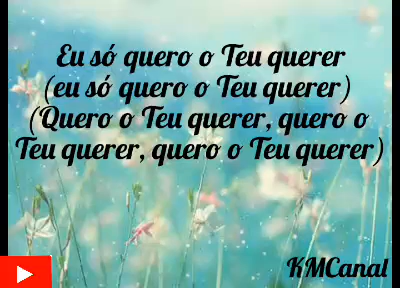 Eu só quero o Teu querer
(eu só quero o Teu querer)
(Quero o Teu querer, quero o
Teu querer, quero o Teu querer)
KMCanal